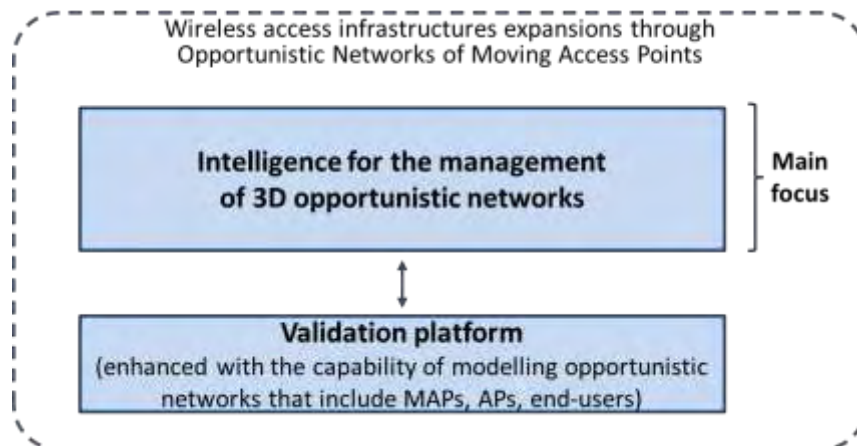 Wireless access infrastructures expansions through
Opportunistic Networks of Moving Access Points
Intelligence for the management
of 3D opportunistic networks
Main
focus
Validation platform
(enhanced with the capability of modelling opportunistic
networks that include MAPs, APs, end-users)